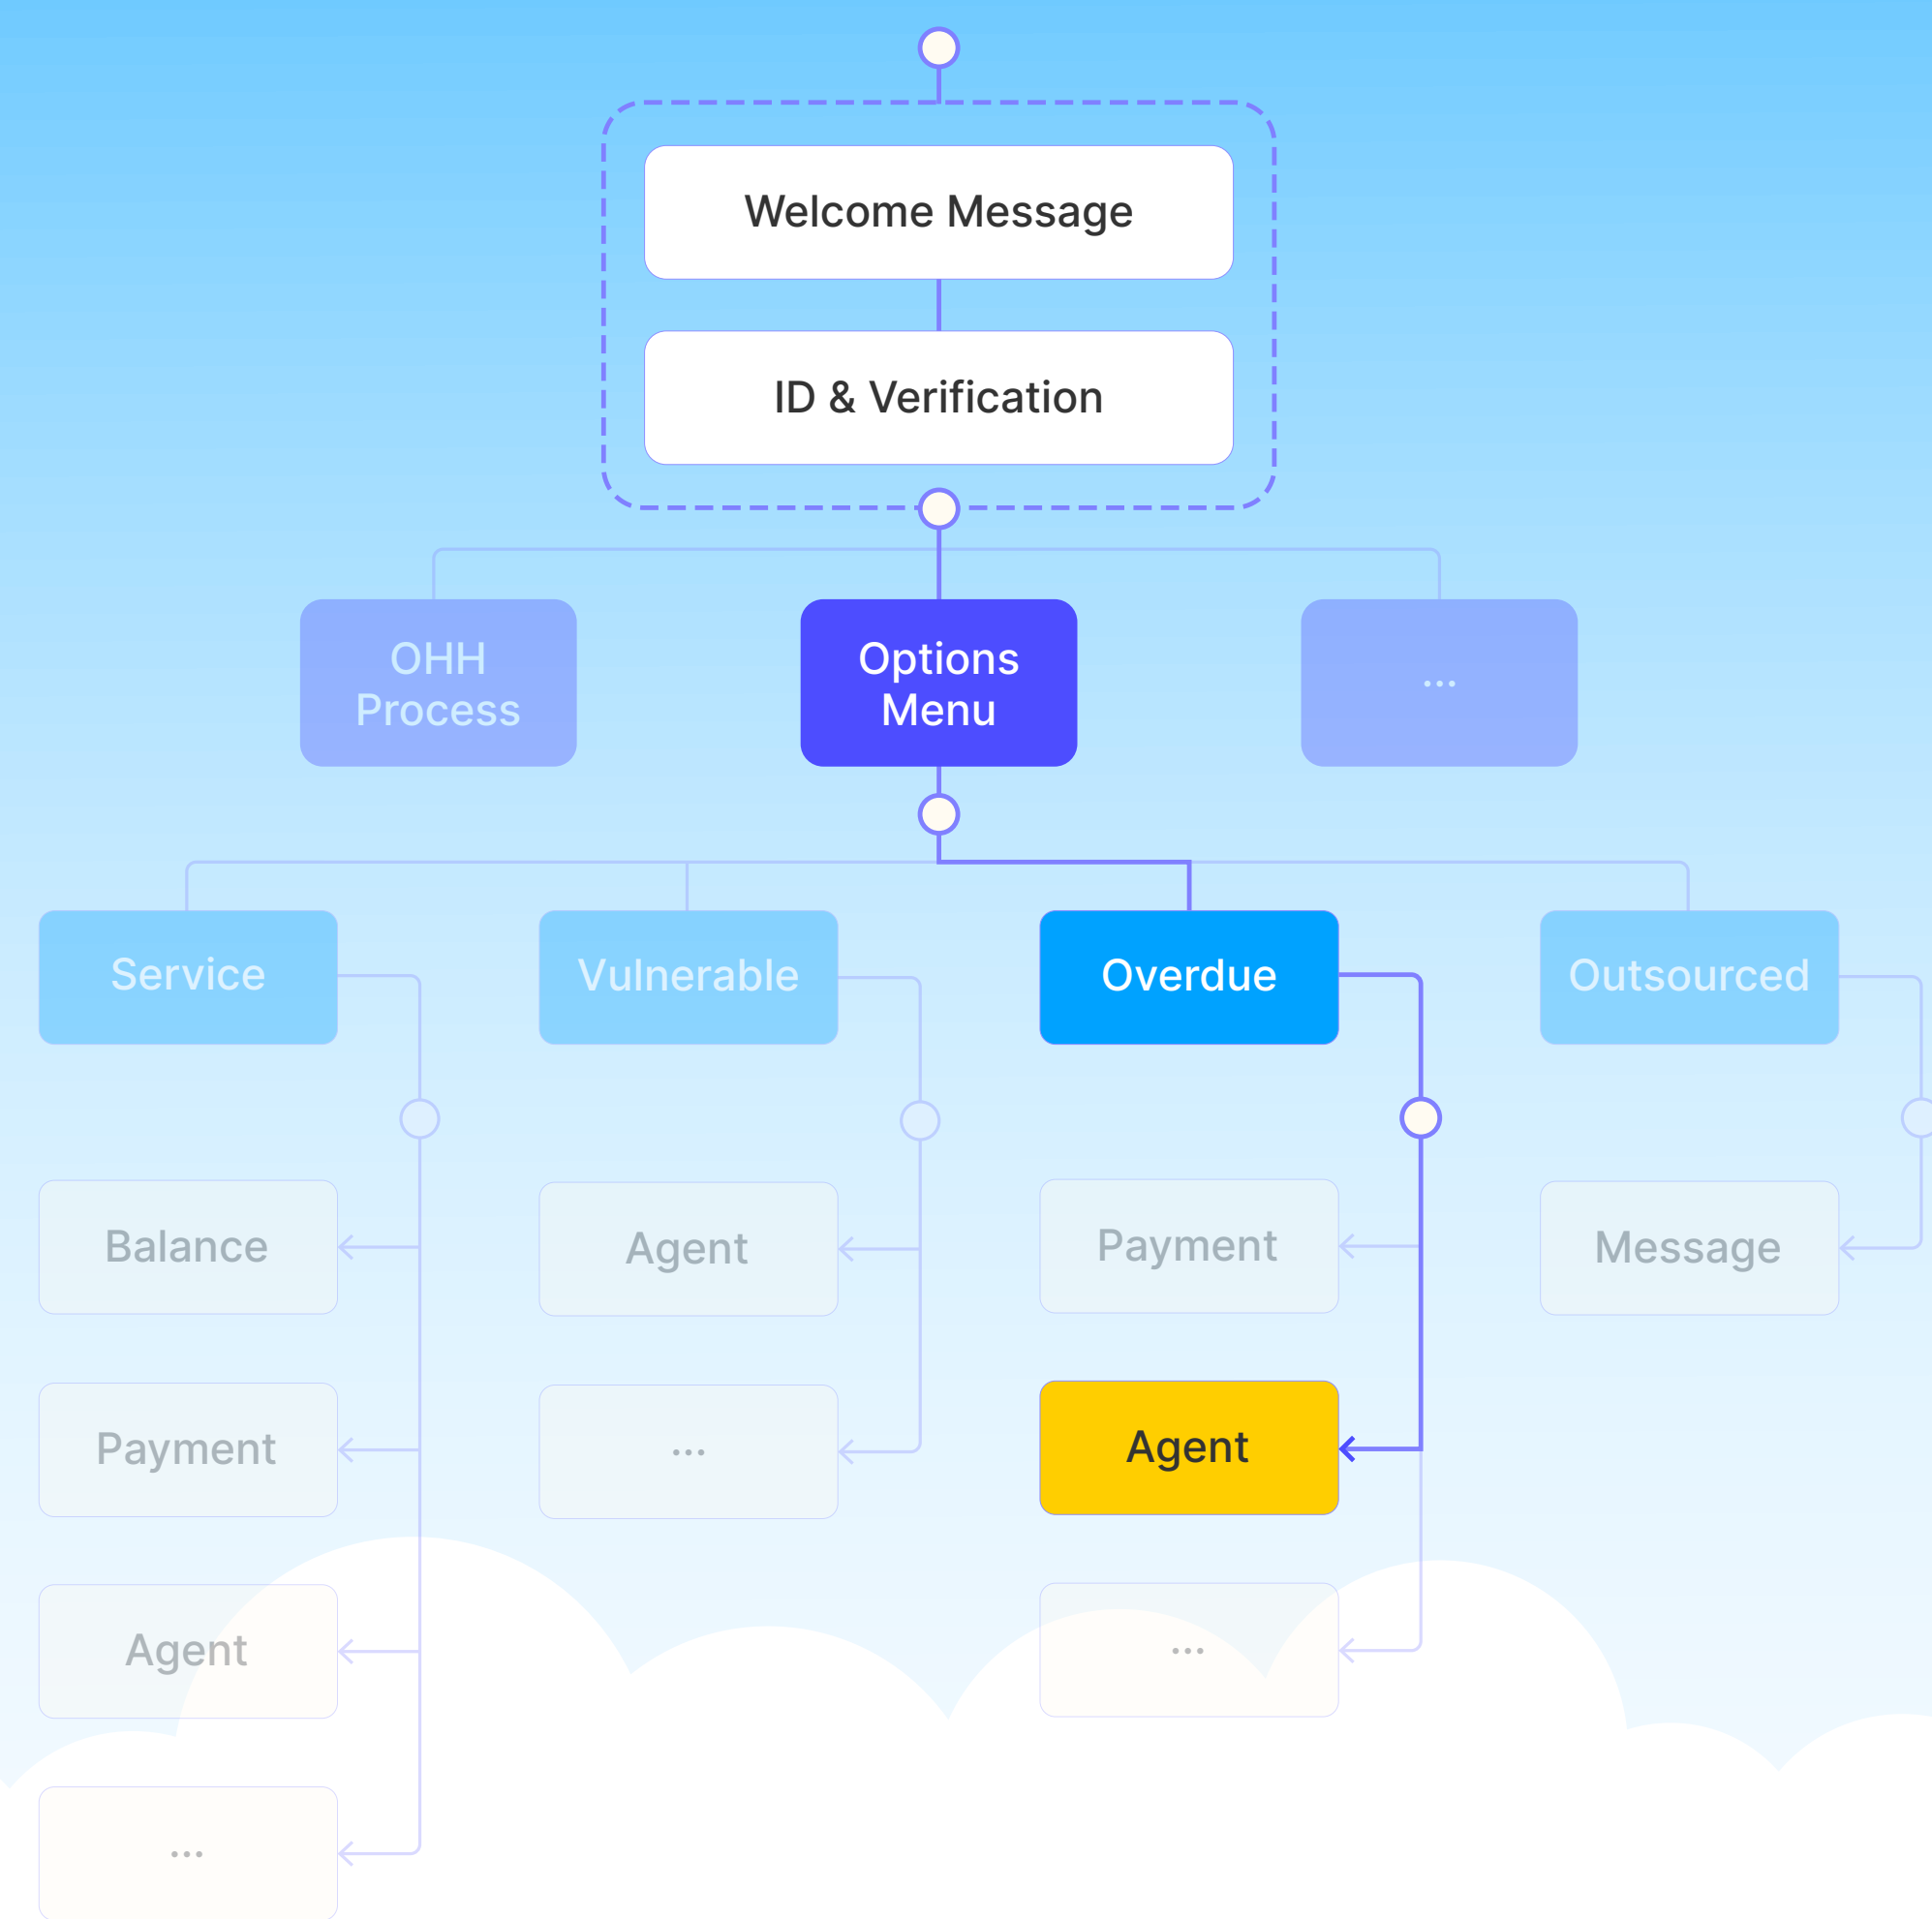 Welcome Message
ID & Verification
OHH
Process
Options
Menu
...
Service
Vulnerable
Overdue
Outsourced
Balance
Agent
Payment
Message
Payment
...
Agent
Agent
...
...